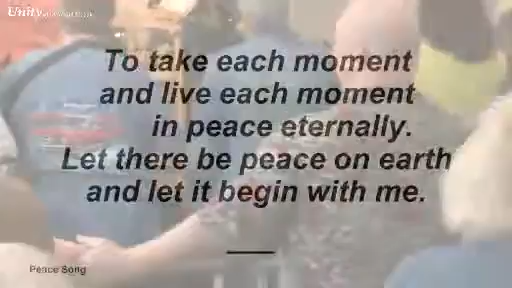 Unity
To take each moment
and live each moment
in peace eternally.
Let there be peace on earth
and let it begin with me.
Peace Song